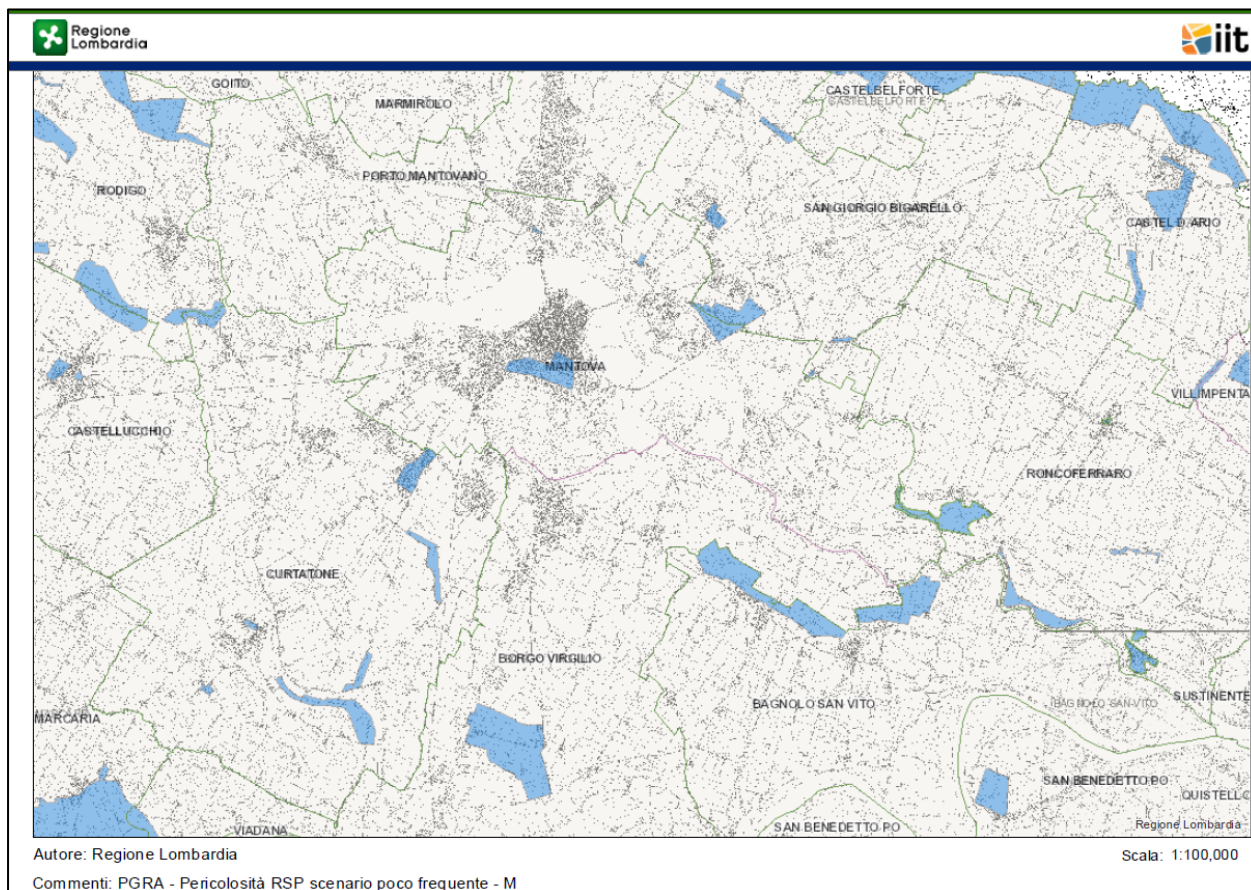 Regione
Lombardia
iit
GOITO
MARMIROLO
CASTELBELFORTE
CASTELBELFORTE
PORTO MANTOVANO
RODIGO
SAN GIORGIO BIGARELLO
CASTEL D'ARIO
MANTOVA
VILLIMPENTA
CASTELLUCCHIO
RONCOFERRARO
CURTATONE
BORGO VIRGILIO
BAGNOLO SAN VITO
BAGNOLO SAN VITO
SUSTINENTE
MARCARIA
SAN BENEDETTO PO
QUISTELLO
VIADANA
SAN BENEDETTO PO
Regione Lombardia
Autore: Regione Lombardia
Scala: 1:100,000
Commenti: PGRA - Pericolosità RSP scenario poco frequente - M